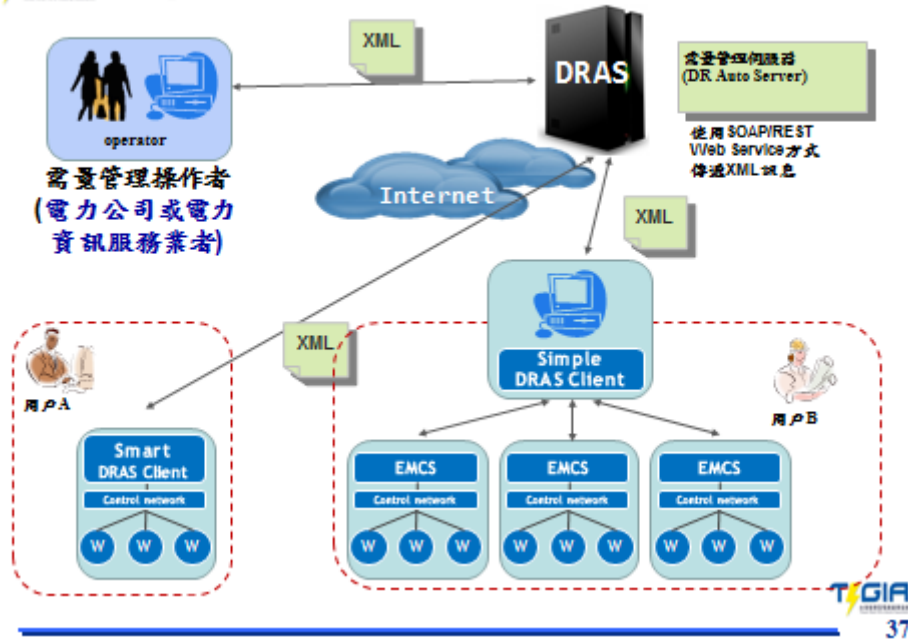 XML
DRAS
需量管理伺服器
(DR Auto Server)
使用SOAP/REST
Web Service方式
傳遞XML訊息
operator
需量管理操作者
(電力公司或電力
資訊服務業者)
Internet
XML
XML
Simple
DRAS Client
用戶A
用戶B
Smart
DRAS Client
Control network
W W W
EMCS EMCS EMCS
Control network Control network Control network
W W W W W W W W W
TSGIA
37